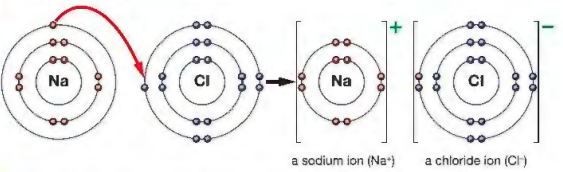 Na Cl Na + Cl −
a sodium ion (Na⁺) a chloride ion (Cl⁻)